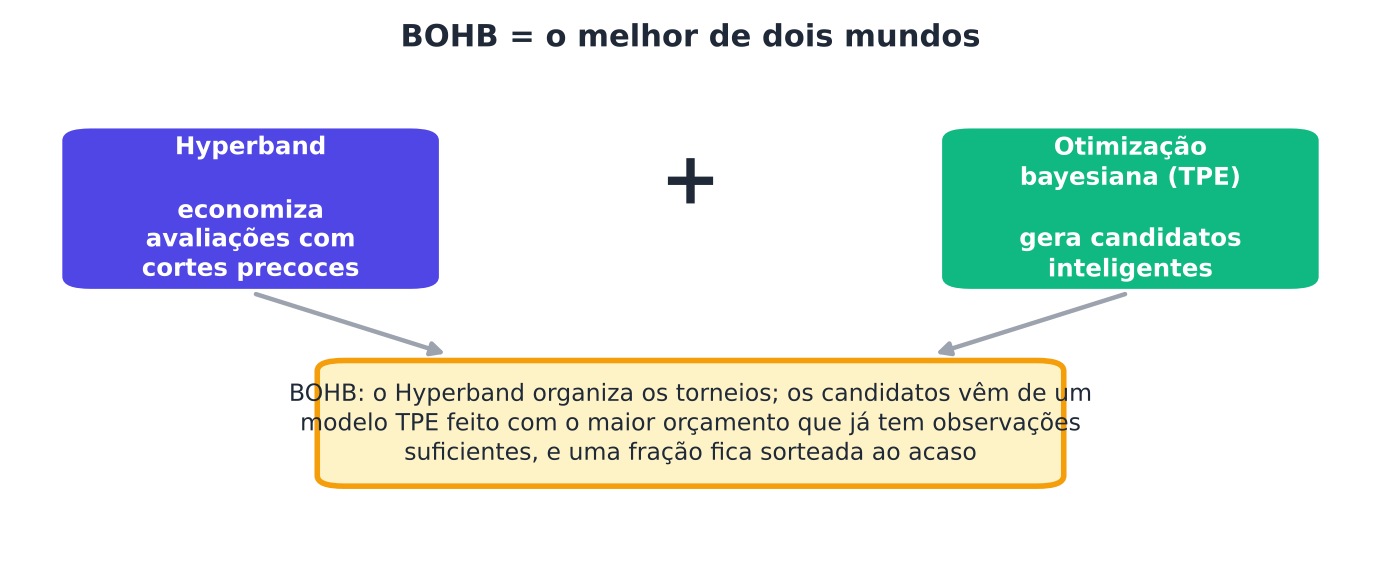 BOHB = o melhor de dois mundos
Hyperband
economiza
avaliações com
cortes precoces
+
Otimização
bayesiana (TPE)
gera candidatos
inteligentes
BOHB: o Hyperband organiza os torneios; os candidatos vêm de um
modelo TPE feito com o maior orçamento que já tem observações
suficientes, e uma fração fica sorteada ao acaso